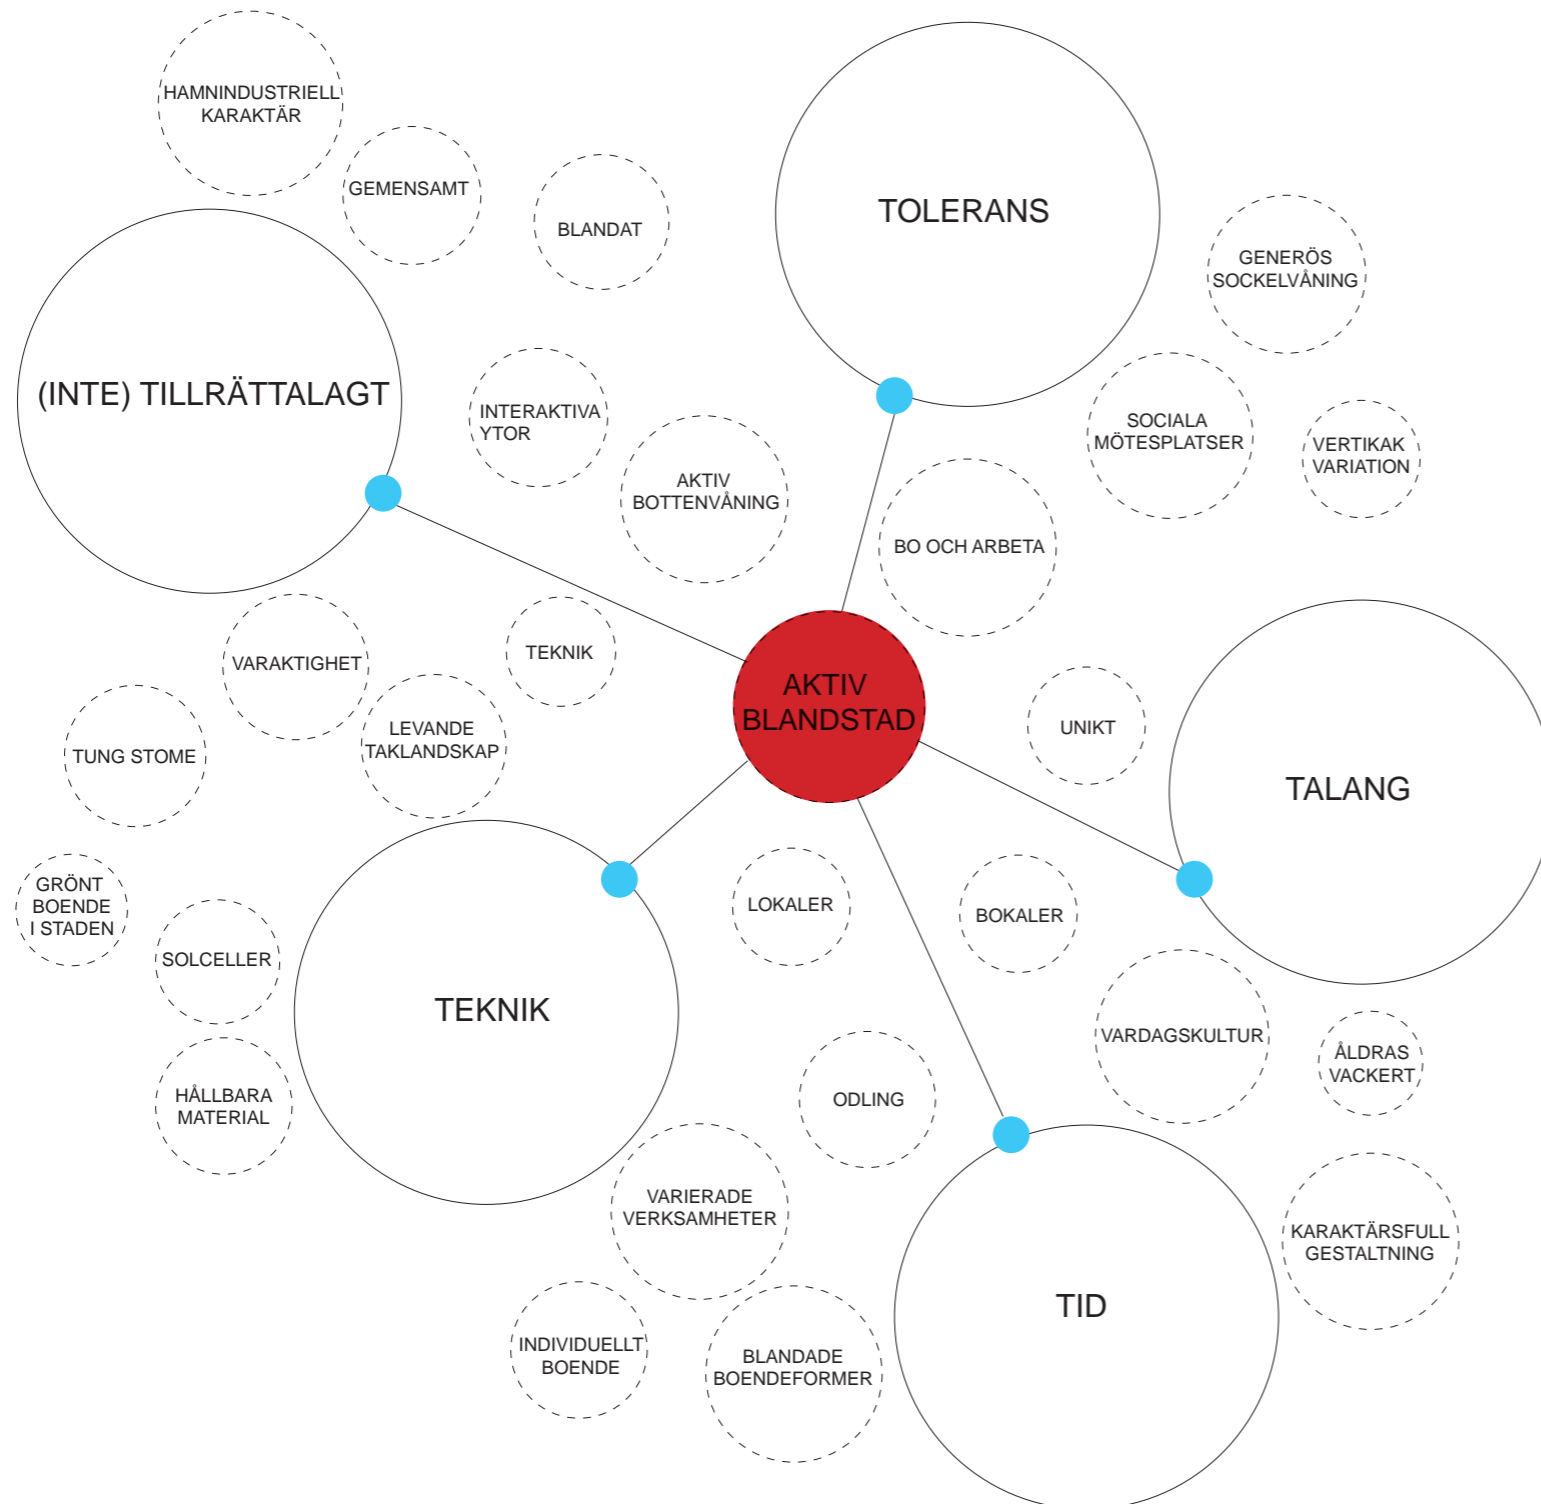 HAMNINDUSTRIELL
KARAKTÄR
GEMENSAMT
BLANDAT
TOLERANS
GENERÖS
SOCKELVÅNING
(INTE) TILLRÄTTALAGT
INTERAKTIVA
YTOR
AKTIV
BOTTENVÅNING
SOCIALA
MÖTESPLATSER
VERTIKAK
VARIATION
BO OCH ARBETA
VARAKTIGHET
TEKNIK
LEVANDE
TAKLANDSKAP
TUNG STOME
AKTIV
BLANDSTAD
UNIKT
TALANG
GRÖNT
BOENDE
I STADEN
SOLCELLER
LOKALER
BOKALER
TEKNIK
HÅLLBARA
MATERIAL
ODLING
VARDAGSKULTUR
ÅLDRAS
VACKERT
VARIERADE
VERKSAMHETER
KARAKTÄRSFULL
GESTALTNING
TID
INDIVIDUELLT
BOENDE
BLANDADE
BOENDEFORMER